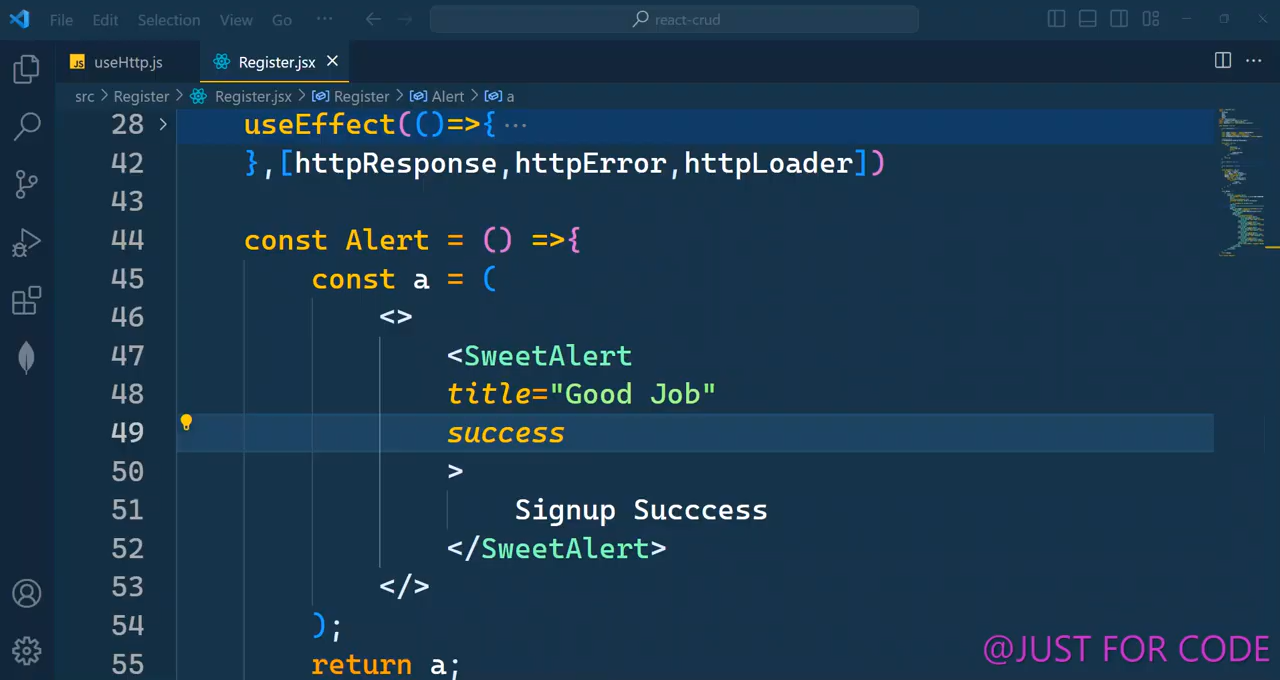 File Edit Selection View Go ··· react-crud
JS useHttp.js Register.jsx
src > Register > Register.jsx > Register > Alert > a
28 > useEffect(()=>{ ···
42 },[httpResponse,httpError,httpLoader])
43
44 const Alert = () =>{
45 const a = (
46 <>
47 <SweetAlert
48 title="Good Job"
49 success
50 >
51 Signup Succcess
52 </SweetAlert>
53 </>
54 );
55 return a;
@JUST FOR CODE